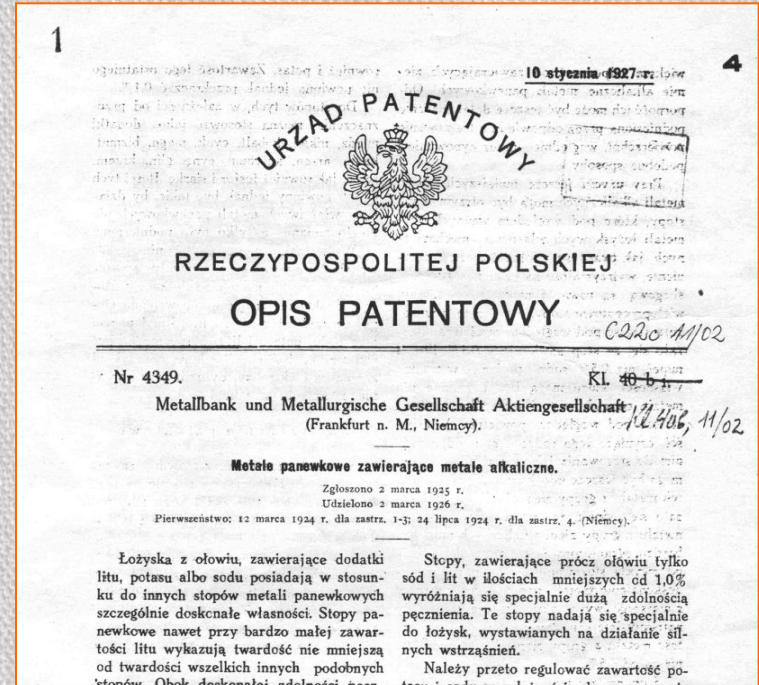 1
10 stycznia 1927 r.
4
URZĄD PATENTOWY
RZECZYPOSPOLITEJ POLSKIEJ
OPIS PATENTOWY
C22c 11/02
Nr 4349.
Kl. 40 b 1.
Metallbank und Metallurgische Gesellschaft Aktiengesellschaft
Kl. 40b, 11/02
(Frankfurt n. M., Niemcy).
Metale panewkowe zawierające metale alkaliczne.
Zgłoszono 2 marca 1925 r.
Udzielono 2 marca 1926 r.
Pierwszeństwo: 12 marca 1924 r. dla zastrz. 1-3; 24 lipca 1924 r. dla zastrz. 4. (Niemcy).
Łożyska z ołowiu, zawierające dodatki
litu, potasu albo sodu posiadają w stosun-
ku do innych stopów metali panewkowych
szczególnie doskonałe własności. Stopy pa-
newkowe nawet przy bardzo małej zawar-
tości litu wykazują twardość nie mniejszą
od twardości wszelkich innych podobnych
stopów. Obok doskonałej zdolności
Stopy, zawierające prócz ołowiu tylko
sód i lit w ilościach mniejszych od 1,0%
wyróżniają się specjalnie dużą zdolnością
pęcznienia. Te stopy nadają się specjalnie
do łożysk, wystawianych na działanie sil-
nych wstrząśnień.
Należy przeto regulować zawartość po-